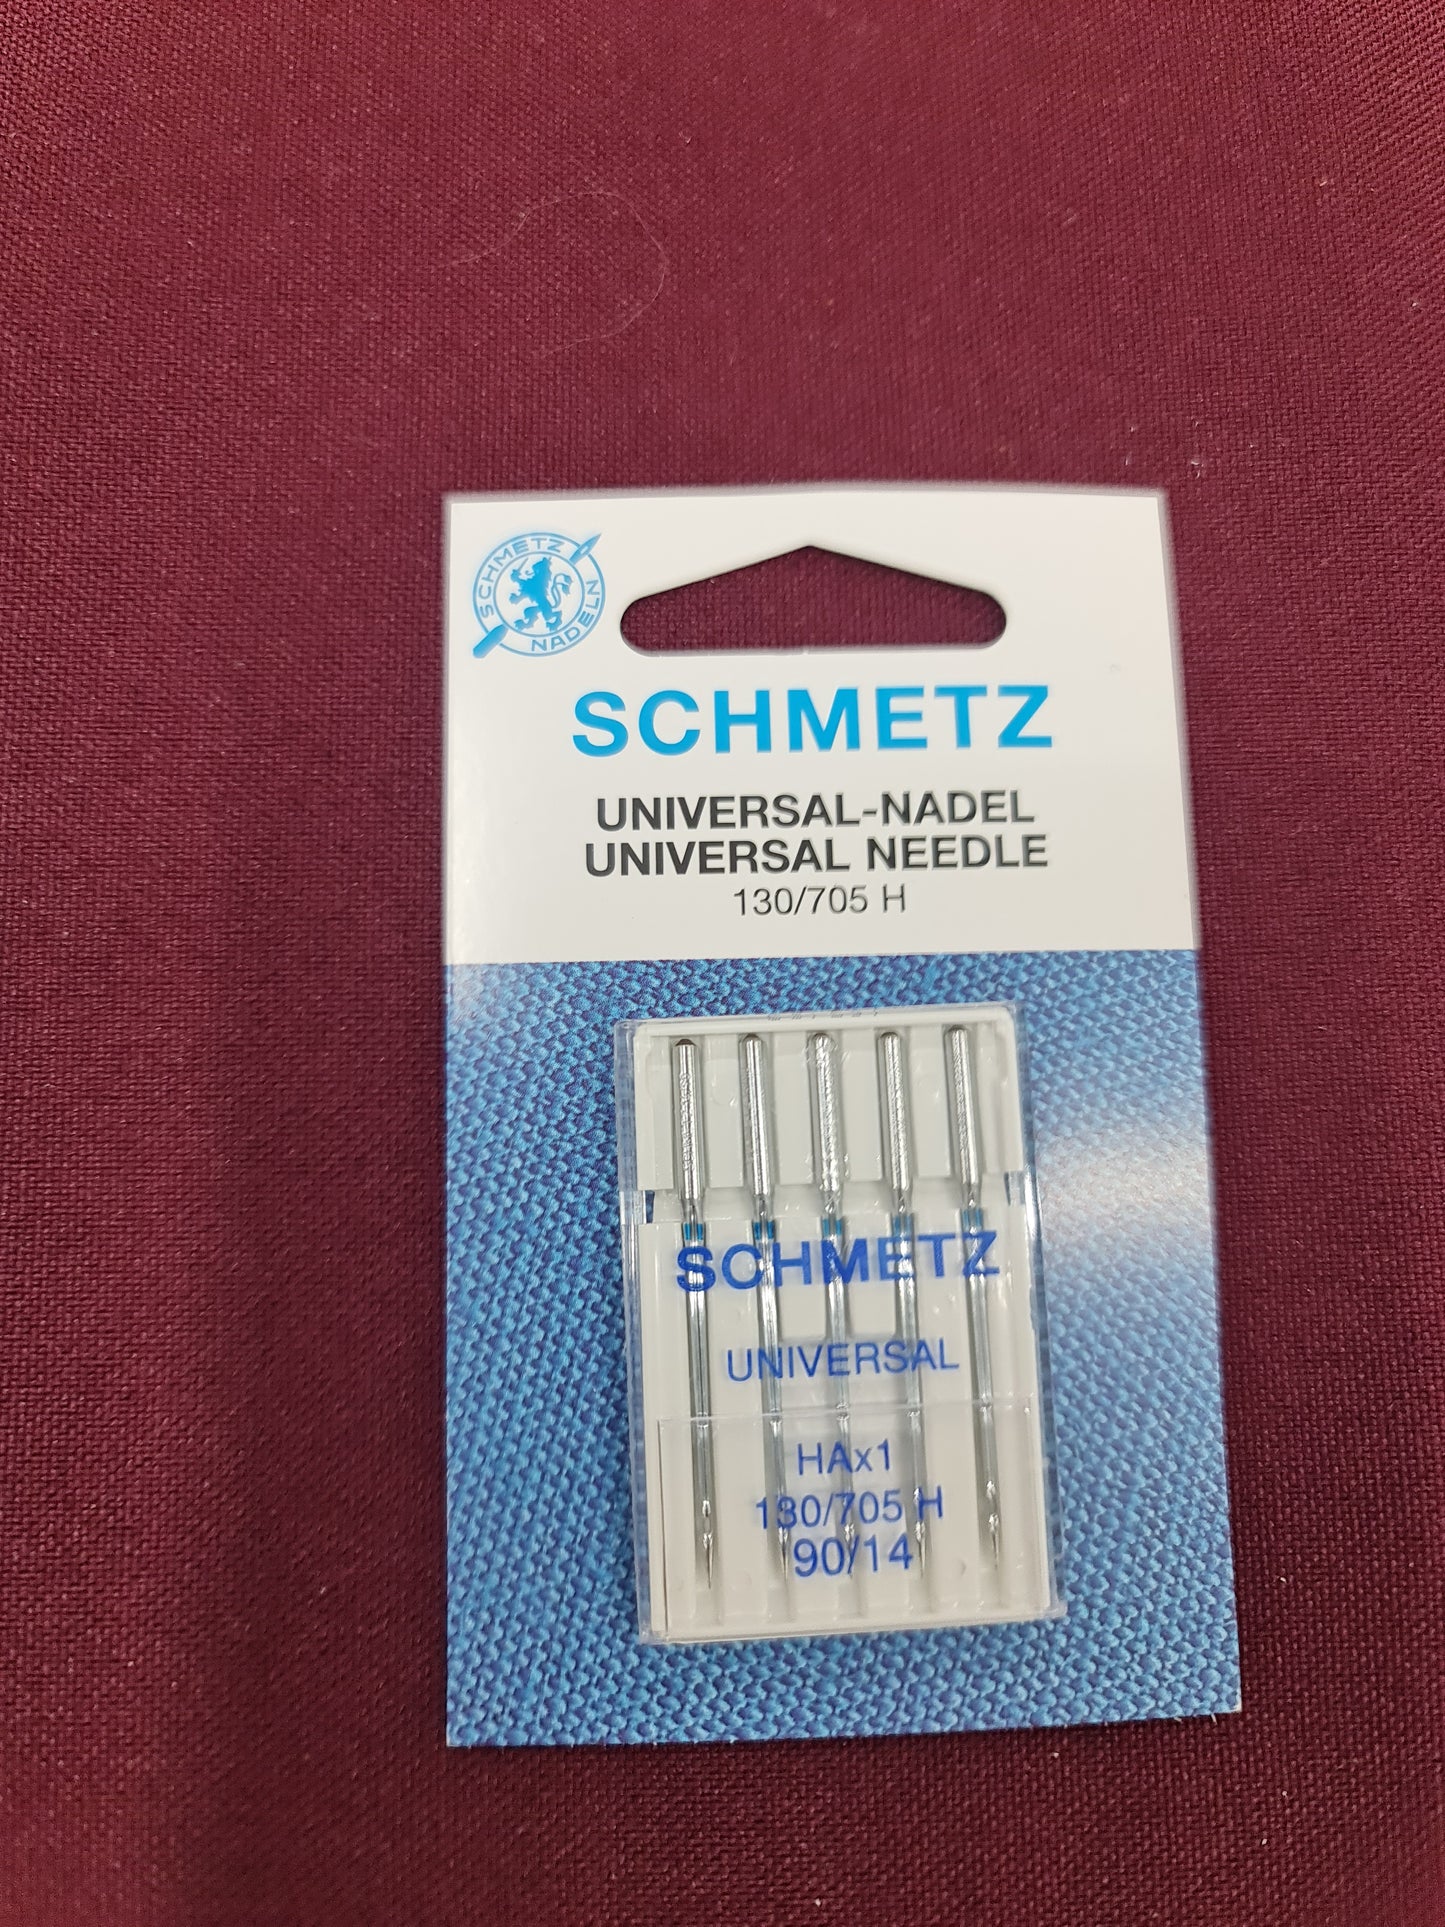 SCHMETZ
NADELN
SCHMETZ
UNIVERSAL-NADEL
UNIVERSAL NEEDLE
130/705 H
SCHMETZ
UNIVERSAL
HAx1
130/705 H
90/14